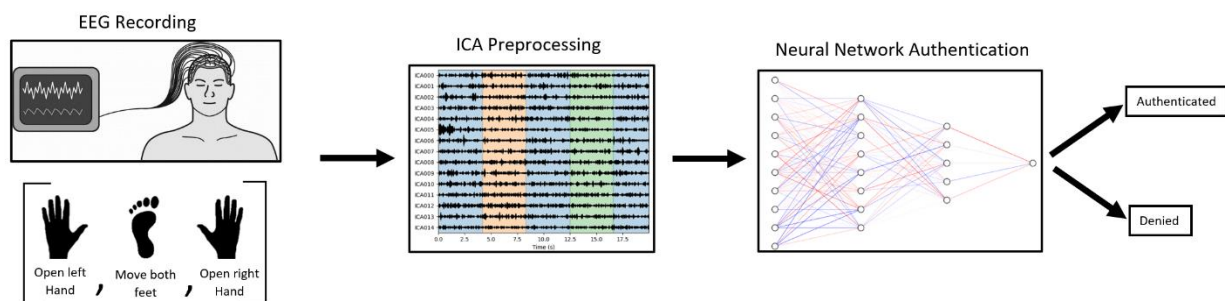 EEG Recording
Open left
Hand
,
Move both
feet
,
Open right
Hand
ICA Preprocessing
ICA000
ICA001
ICA002
ICA003
ICA004
ICA005
ICA006
ICA007
ICA008
ICA009
ICA010
ICA011
ICA012
ICA013
ICA014
0.0 2.5 5.0 7.5 10.0 12.5 15.0 17.5
Time (s)
Neural Network Authentication
Authenticated
Denied